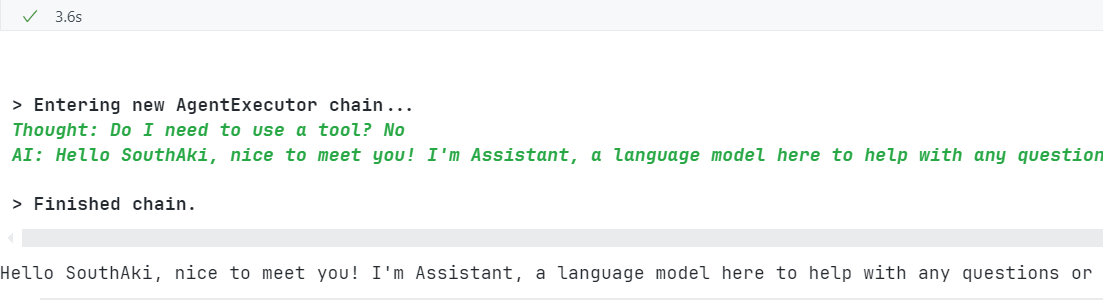 3.6s
> Entering new AgentExecutor chain...
Thought: Do I need to use a tool? No
AI: Hello SouthAki, nice to meet you! I'm Assistant, a language model here to help with any question
> Finished chain.
Hello SouthAki, nice to meet you! I'm Assistant, a language model here to help with any questions or